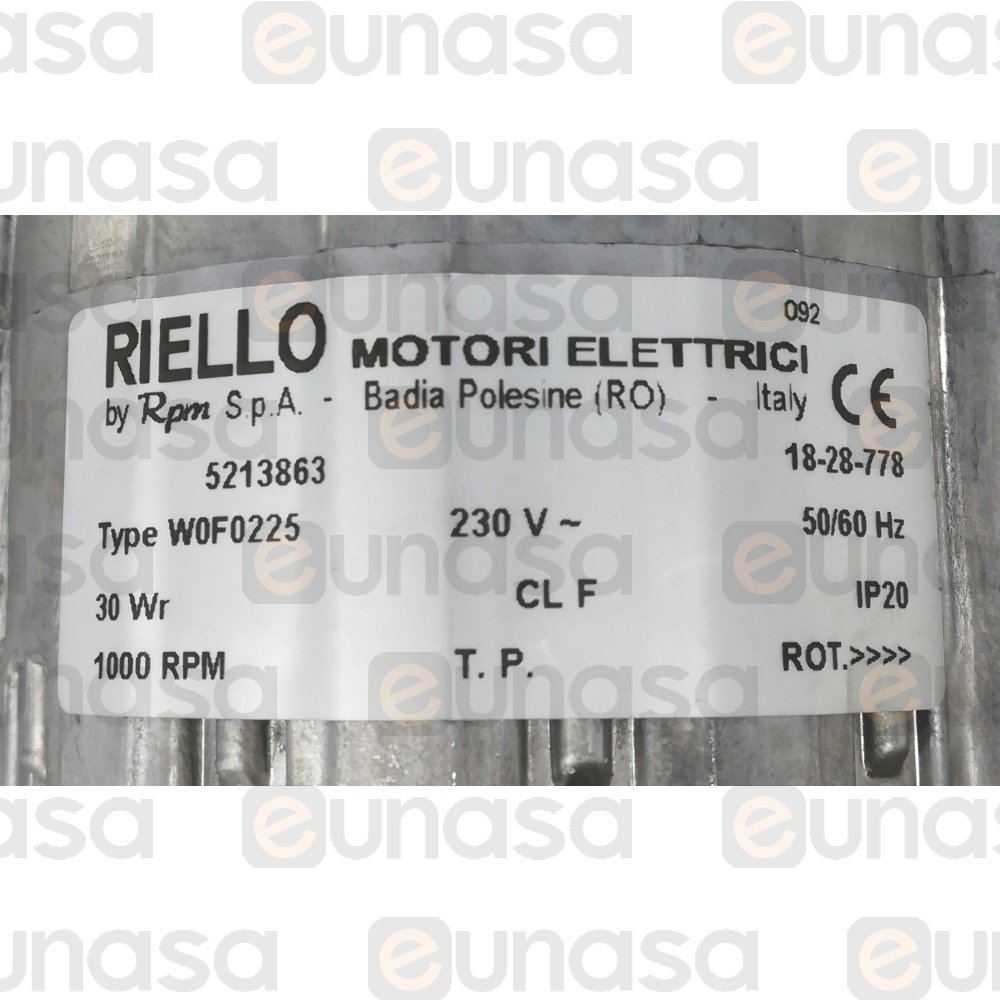 092
RIELLO MOTORI ELETTRICI
by Rpm S.p.A. - Badia Polesine (RO) - Italy CE
5213863 18-28-778
Type W0F0225 230 V ~ 50/60 Hz
30 Wr CL F IP20
1000 RPM T. P. ROT.>>>>
eunasa